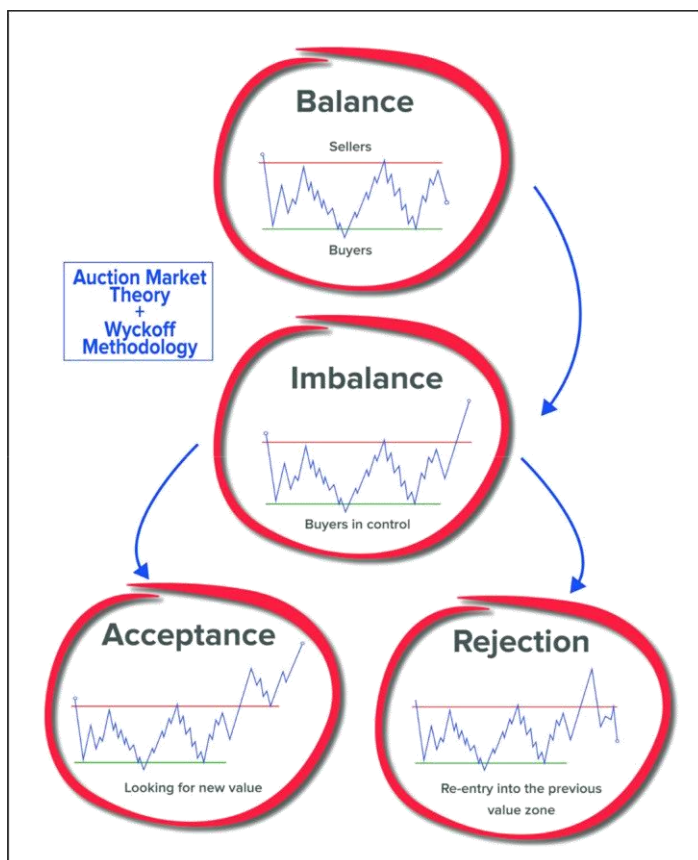 Balance
Sellers
Buyers
Auction Market
Theory
+
Wyckoff
Methodology
Imbalance
Buyers in control
Acceptance
Looking for new value
Rejection
Re-entry into the previous
value zone